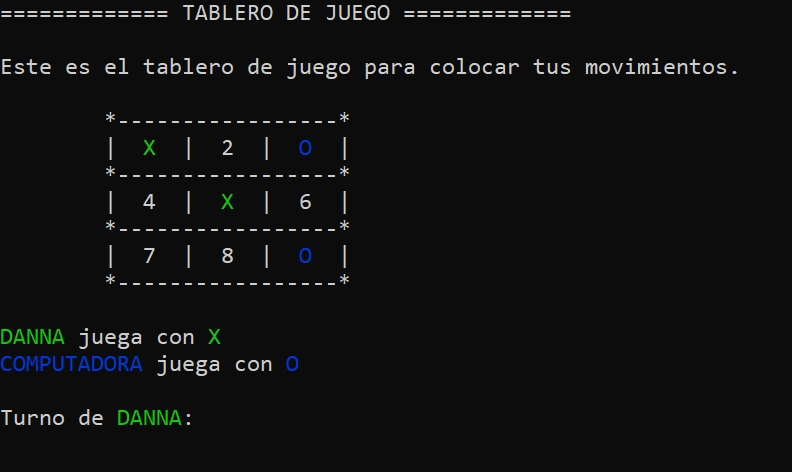 ============= TABLERO DE JUEGO =============
Este es el tablero de juego para colocar tus movimientos.
*-----------------*
|  X  |  2  |  O  |
*-----------------*
|  4  |  X  |  6  |
*-----------------*
|  7  |  8  |  O  |
*-----------------*
DANNA juega con X
COMPUTADORA juega con O
Turno de DANNA: